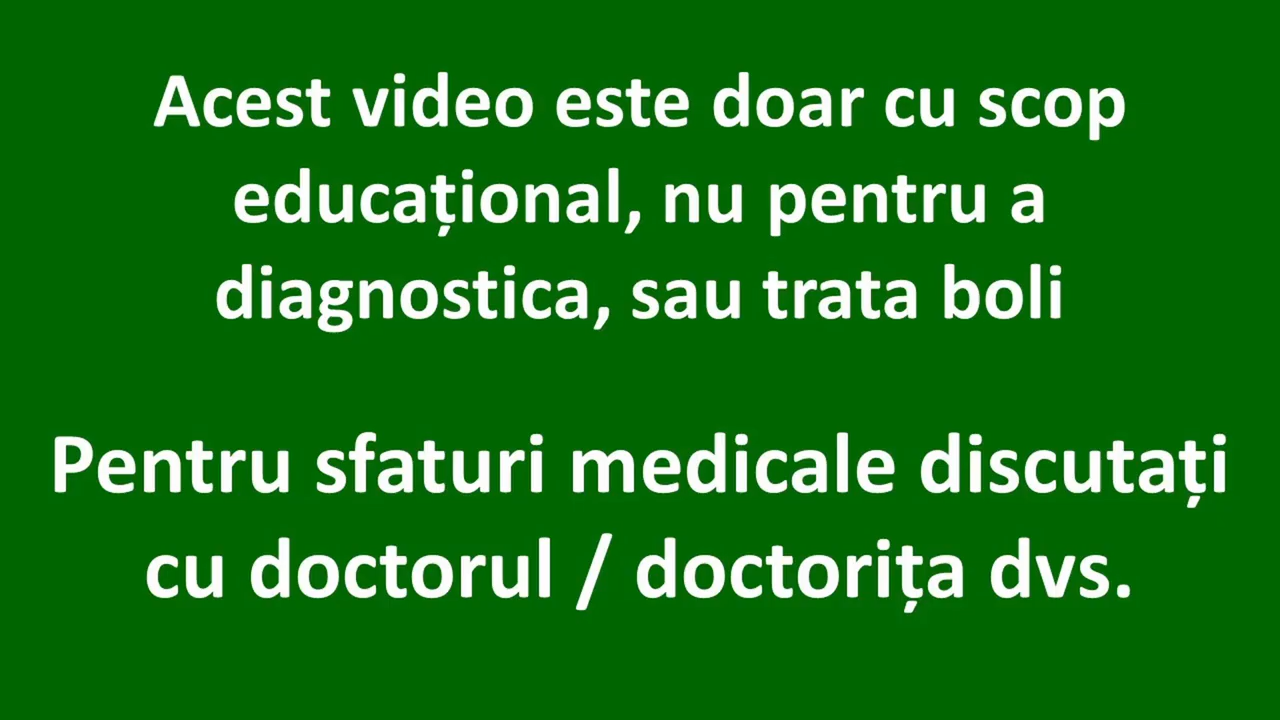 Acest video este doar cu scop
educațional, nu pentru a
diagnostica, sau trata boli
Pentru sfaturi medicale discutați
cu doctorul / doctorița dvs.